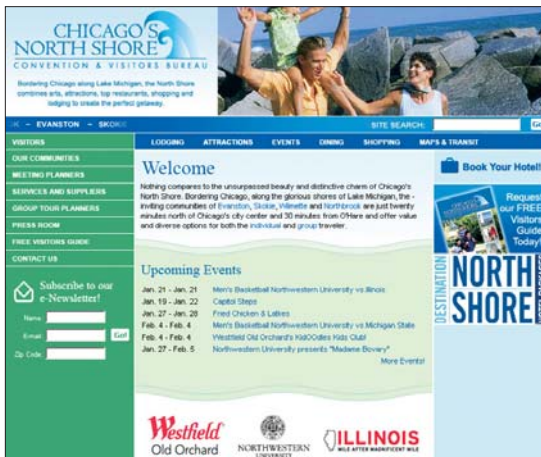 CHICAGO'S
NORTH SHORE
CONVENTION & VISITORS BUREAU
Bordering Chicago along Lake Michigan, the North Shore
combines arts, attractions, top restaurants, shopping and
lodging to create the perfect getaway.
– EVANSTON – SKOKIE
SITE SEARCH:
Go
VISITORS
OUR COMMUNITIES
MEETING PLANNERS
SERVICES AND SUPPLIERS
GROUP TOUR PLANNERS
PRESS ROOM
FREE VISITORS GUIDE
CONTACT US
Subscribe to our
e-Newsletter!
Name
E-mail
Go!
Zip Code
LODGING ATTRACTIONS EVENTS DINING SHOPPING MAPS & TRANSIT
Welcome
Nothing compares to the unsurpassed beauty and distinctive charm of Chicago's
North Shore. Bordering Chicago, along the glorious shores of Lake Michigan, the -
inviting communities of Evanston, Skokie, Wilmette and Northbrook are just twenty
minutes north of Chicago's city center and 30 minutes from O'Hare and offer value
and diverse options for both the individual and group traveler.
Upcoming Events
Jan. 21 - Jan. 21 Men's Basketball Northwestern University vs Illinois
Jan. 19 - Jan. 22 Capitol Steps
Jan. 27 - Jan. 28 Fried Chicken & Latkes
Feb. 4 - Feb. 4 Men's Basketball Northwestern University vs Michigan State
Feb. 4 - Feb. 4 Westfield Old Orchard's KidOOdles Kids Club!
Jan. 27 - Feb. 5 Northwestern University presents "Madame Bovary"
More Events!
Westfield
Old Orchard
NORTHWESTERN
UNIVERSITY
ILLINOIS
MILE AFTER MAGNIFICENT MILE
Book Your Hotel!
Request
our FREE
Visitors
Guide
Today!
DESTINATION
NORTH
SHORE